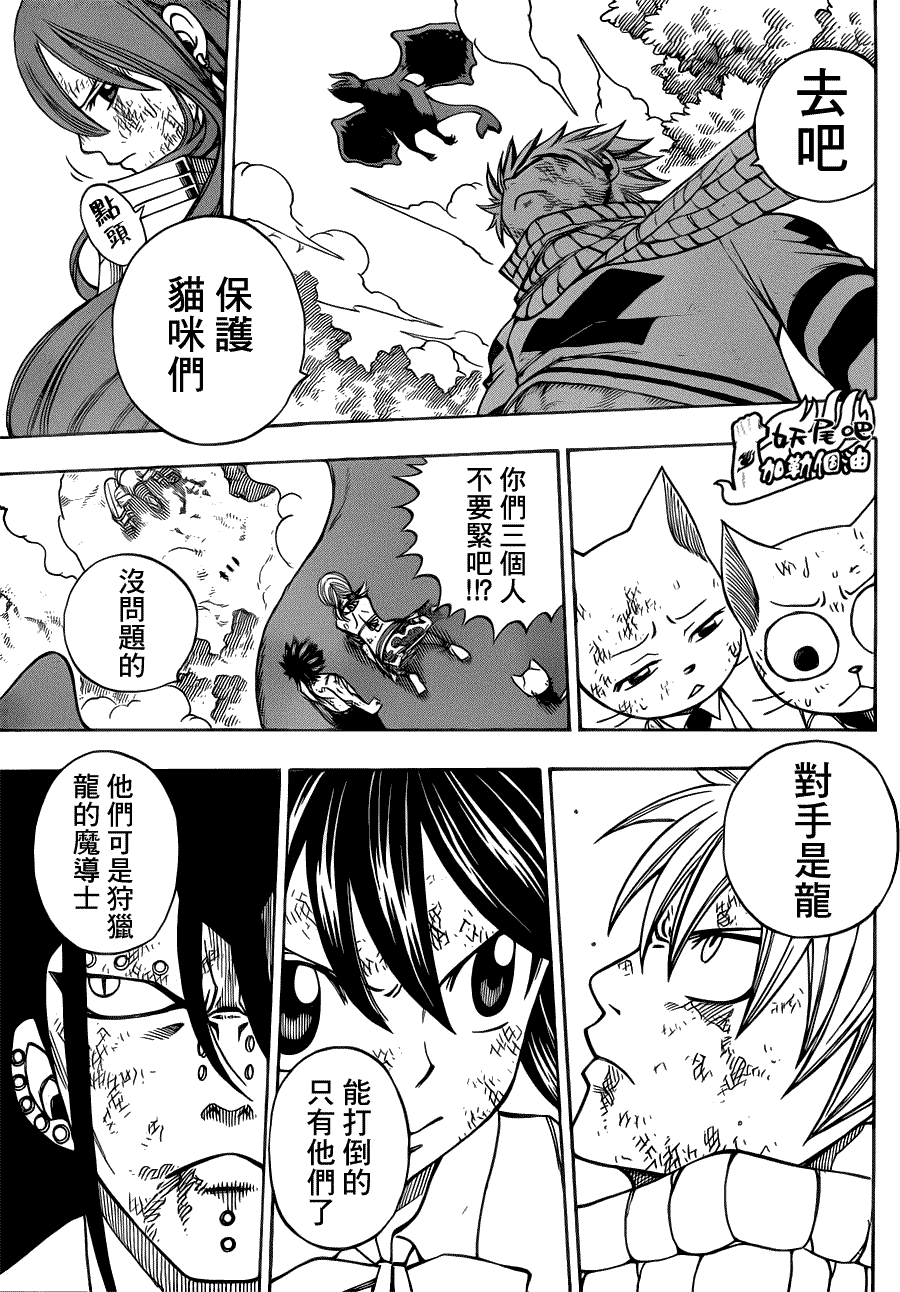 去吧
保護
貓咪們
點頭
妖尾吧
加勒個油
你們三個人
不要緊吧!!?
沒問題的
對手是龍
能打倒的
只有他們了
他們可是狩獵
龍的魔導士